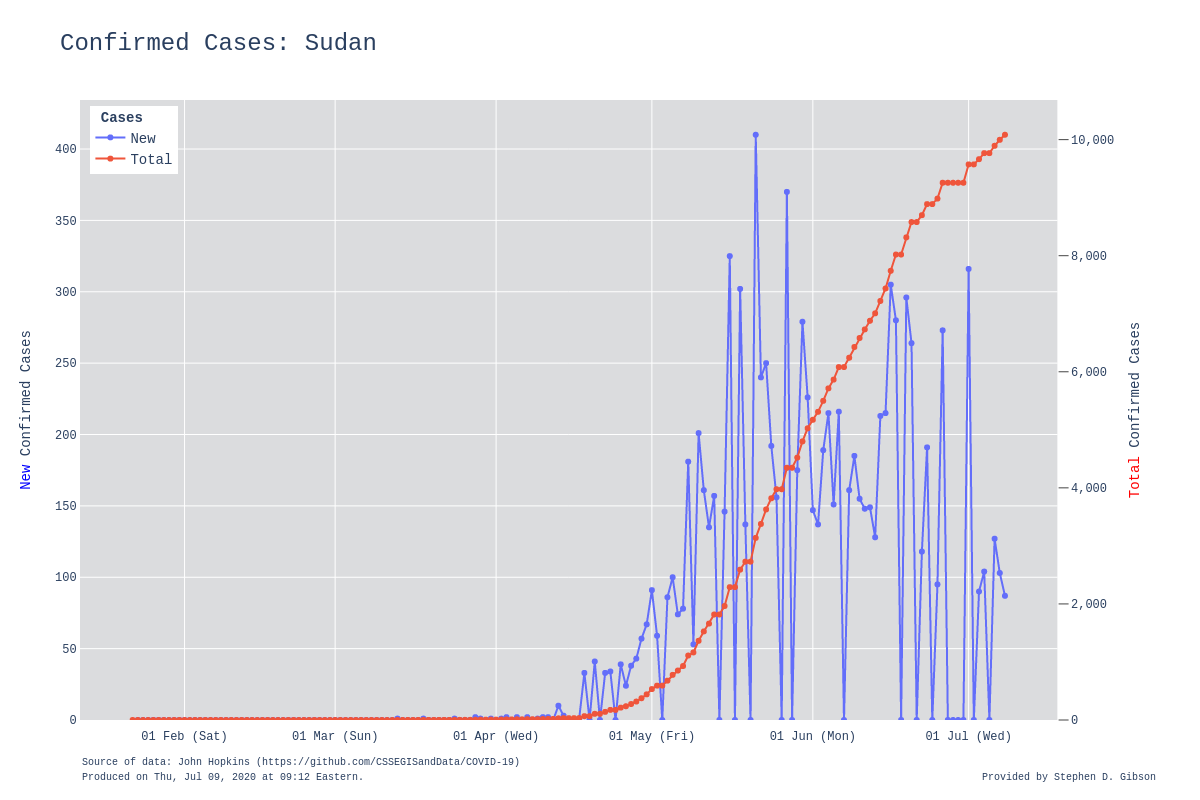 Confirmed Cases: Sudan
Cases
New
Total
400
350
300
250
200
150
100
50
0
10,000
8,000
6,000
4,000
2,000
0
New Confirmed Cases
Total Confirmed Cases
01 Feb (Sat)
01 Mar (Sun)
01 Apr (Wed)
01 May (Fri)
01 Jun (Mon)
01 Jul (Wed)
Source of data: John Hopkins (https://github.com/CSSEGISandData/COVID-19)
Produced on Thu, Jul 09, 2020 at 09:12 Eastern.
Provided by Stephen D. Gibson